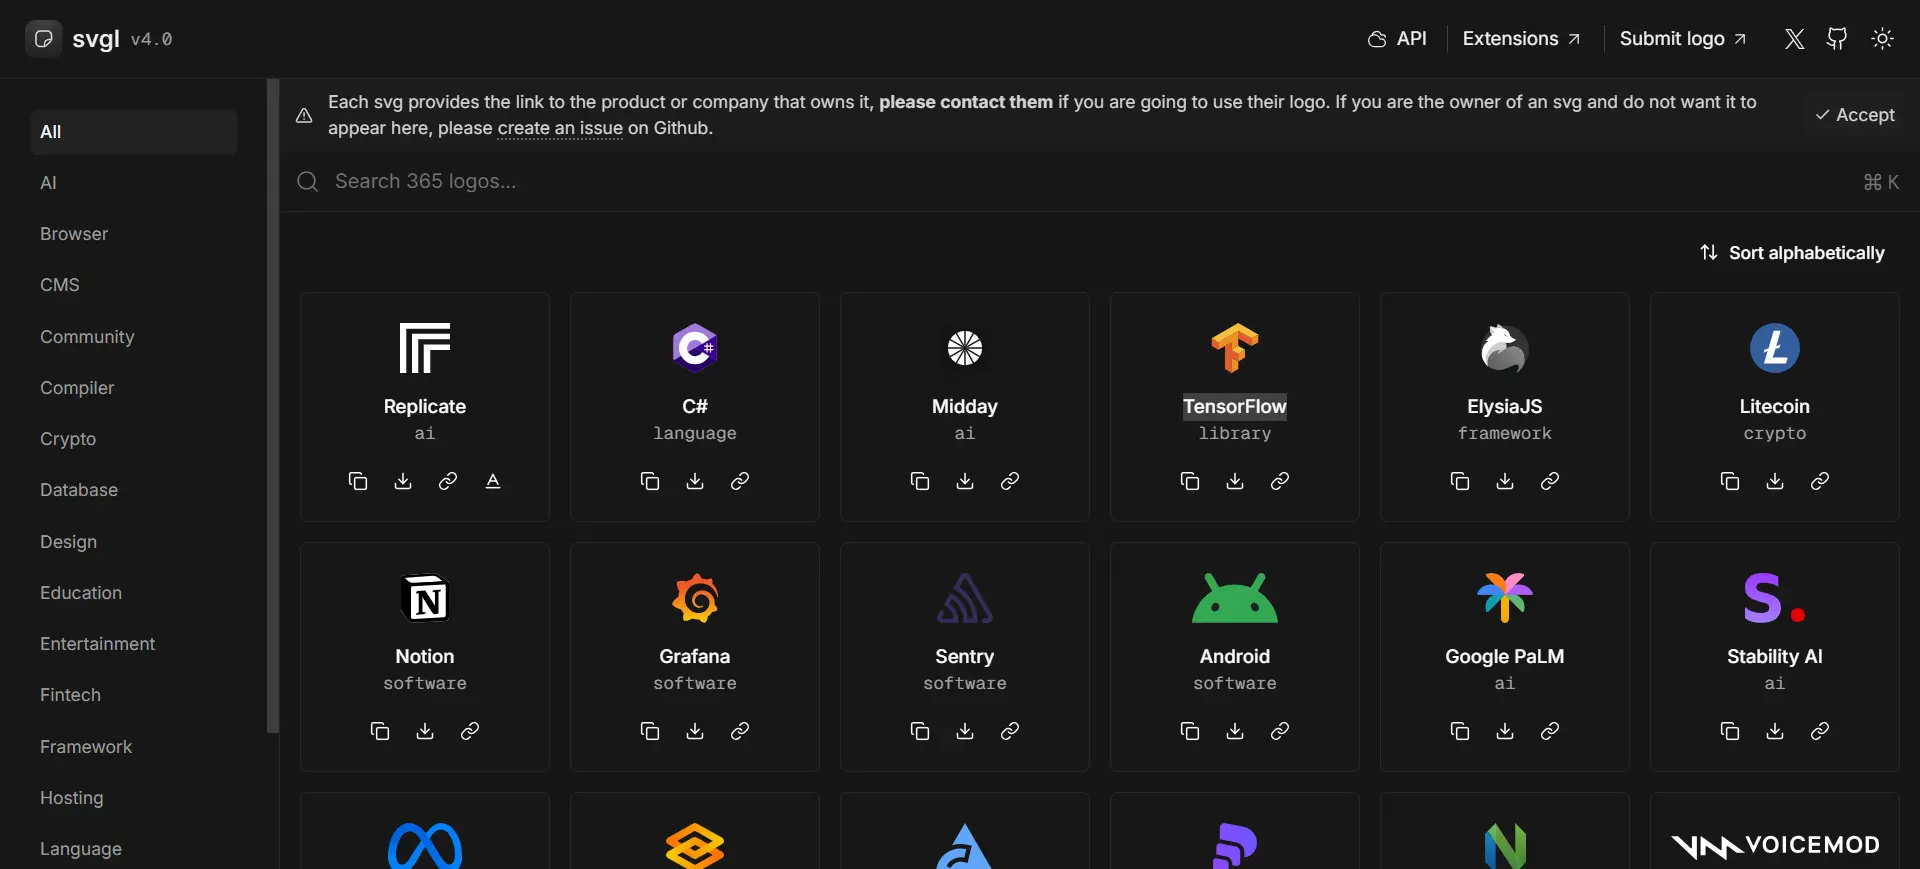 svgl v4.0
API
Extensions
Submit logo
All
AI
Browser
CMS
Community
Compiler
Crypto
Database
Design
Education
Entertainment
Fintech
Framework
Hosting
Language
Each svg provides the link to the product or company that owns it, please contact them if you are going to use their logo. If you are the owner of an svg and do not want it to
appear here, please create an issue on Github.
Accept
Search 365 logos...
⌘ K
Sort alphabetically
Replicate
ai
C#
language
Midday
ai
TensorFlow
library
ElysiaJS
framework
Litecoin
crypto
Notion
software
Grafana
software
Sentry
software
Android
software
Google PaLM
ai
Stability AI
ai
VOICEMOD